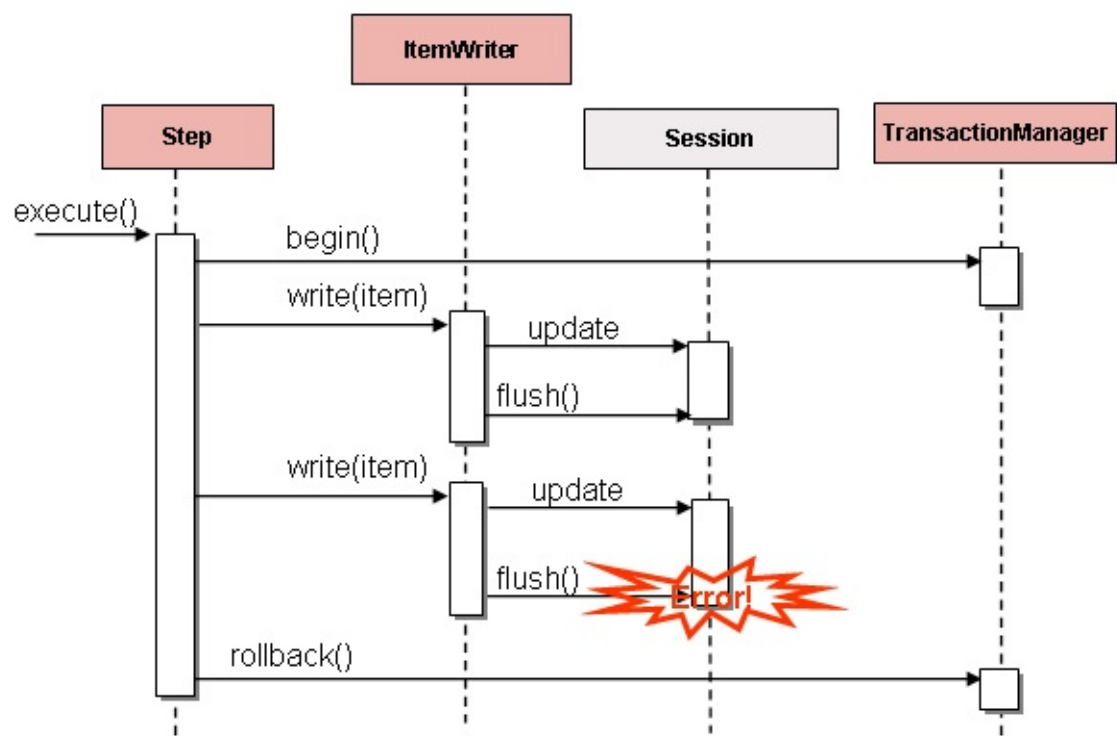 ItemWriter
Step
Session
TransactionManager
execute()
begin()
write(item)
update
flush()
write(item)
update
flush()
Error!
rollback()